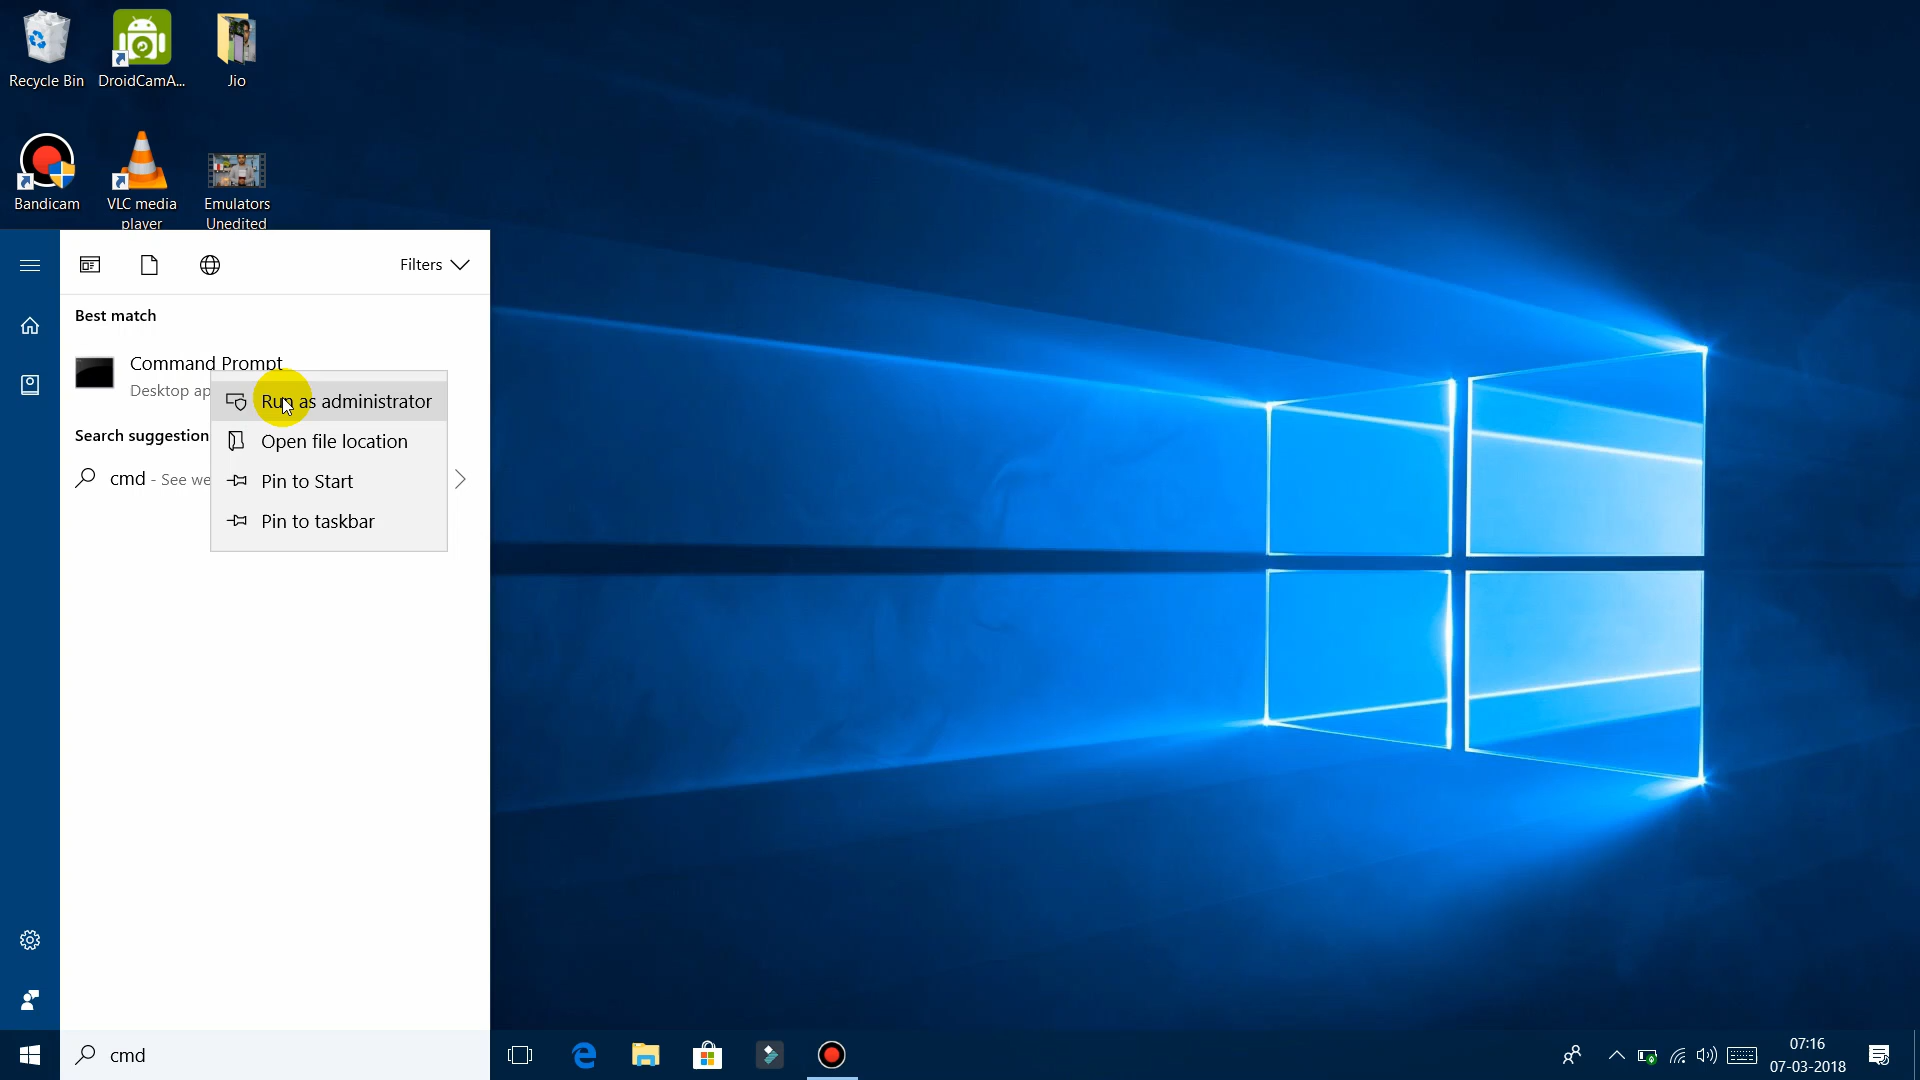 Recycle Bin
DroidCamA...
Jio
Bandicam
VLC media
player
Emulators
Unedited
Filters
Best match
Command Prompt
Desktop ap
Run as administrator
Open file location
Search suggestion
cmd - See we
Pin to Start
Pin to taskbar
cmd
07:16
07-03-2018